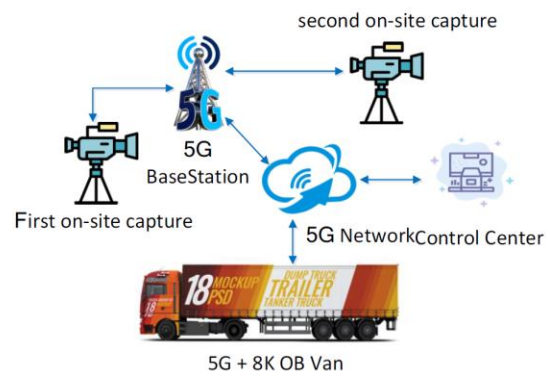 second on-site capture
5G
5G
BaseStation
First on-site capture
5G Network
Control Center
18
MOCKUP
PSD
DUMP TRUCK
TRAILER
TANKER TRUCK
18
5G + 8K OB Van